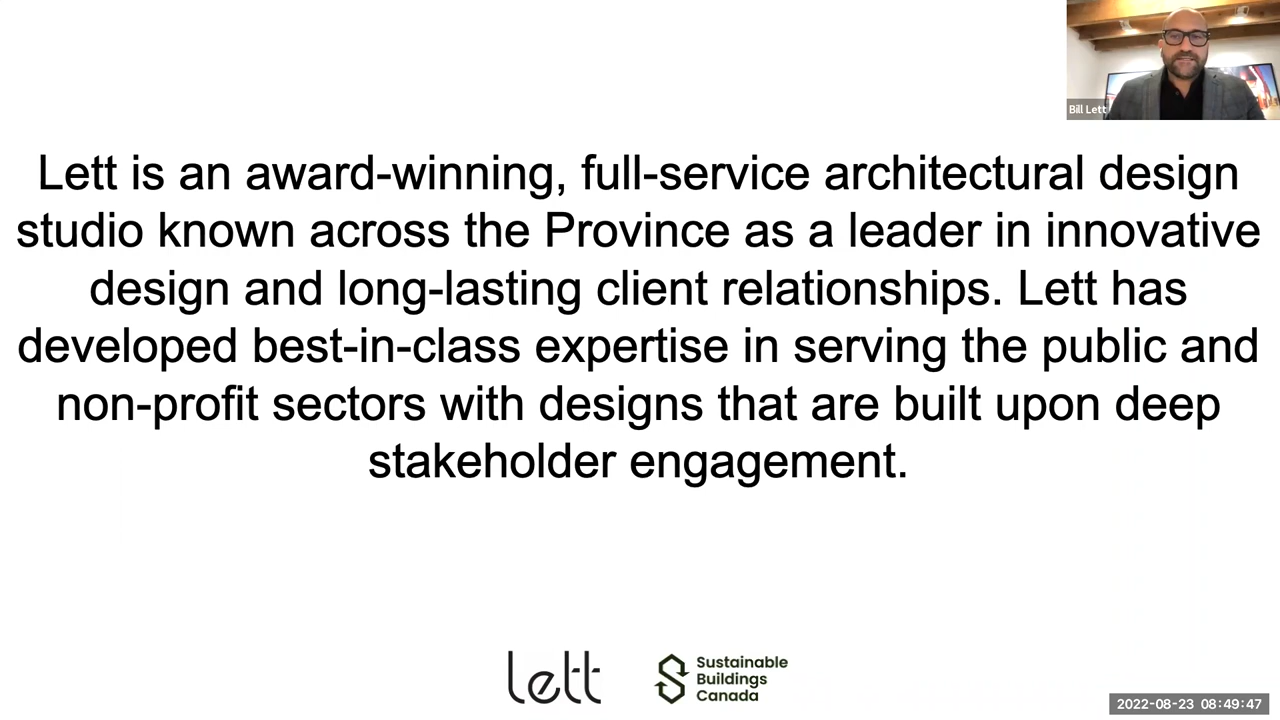 Bill Lett
Lett is an award-winning, full-service architectural design
studio known across the Province as a leader in innovative
design and long-lasting client relationships. Lett has
developed best-in-class expertise in serving the public and
non-profit sectors with designs that are built upon deep
stakeholder engagement.
lett
Sustainable
Buildings
Canada
2022-08-23 08:49:47